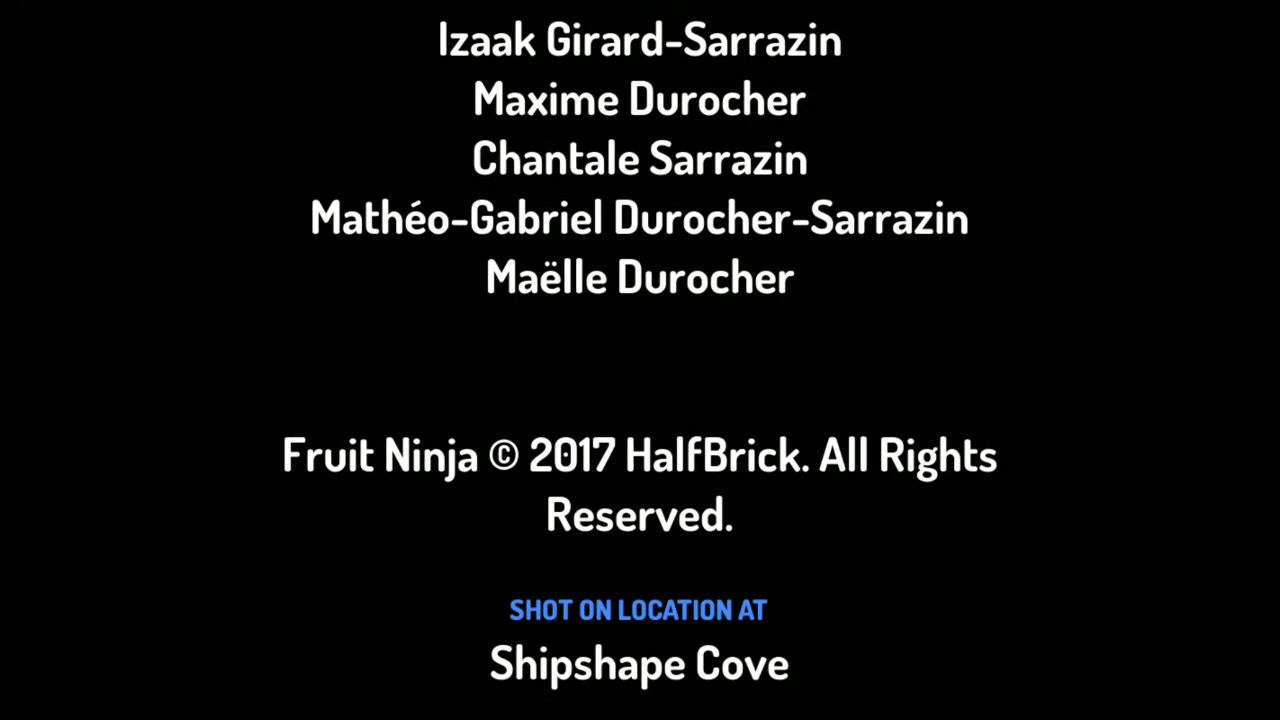 Izaak Girard-Sarrazin
Maxime Durocher
Chantale Sarrazin
Mathéo-Gabriel Durocher-Sarrazin
Maëlle Durocher
Fruit Ninja © 2017 HalfBrick. All Rights
Reserved.
SHOT ON LOCATION AT
Shipshape Cove